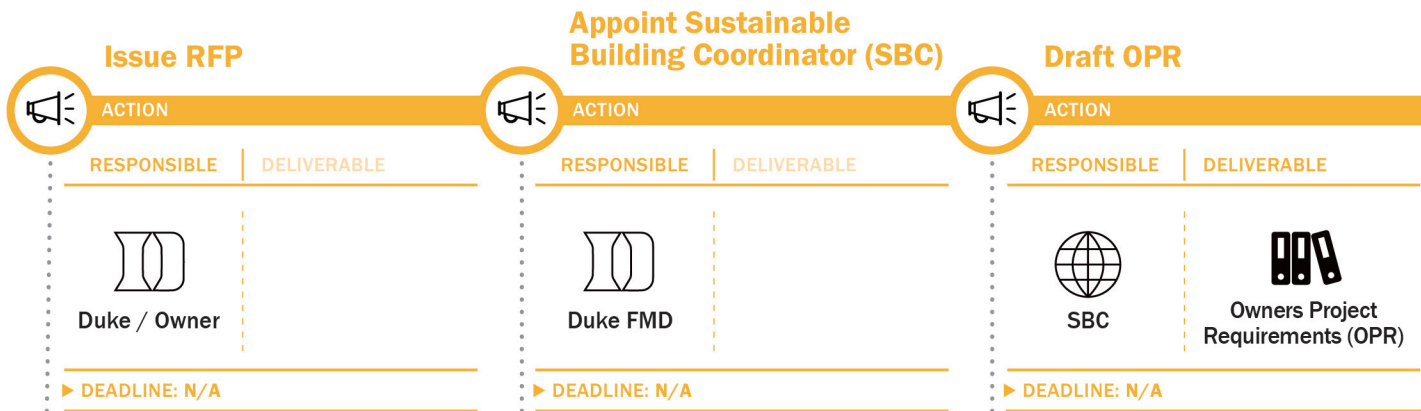 Issue RFP
ACTION
RESPONSIBLE DELIVERABLE
Duke / Owner
▶ DEADLINE: N/A
Appoint Sustainable
Building Coordinator (SBC)
ACTION
RESPONSIBLE DELIVERABLE
Duke FMD
▶ DEADLINE: N/A
Draft OPR
ACTION
RESPONSIBLE DELIVERABLE
SBC
Owners Project
Requirements (OPR)
▶ DEADLINE: N/A